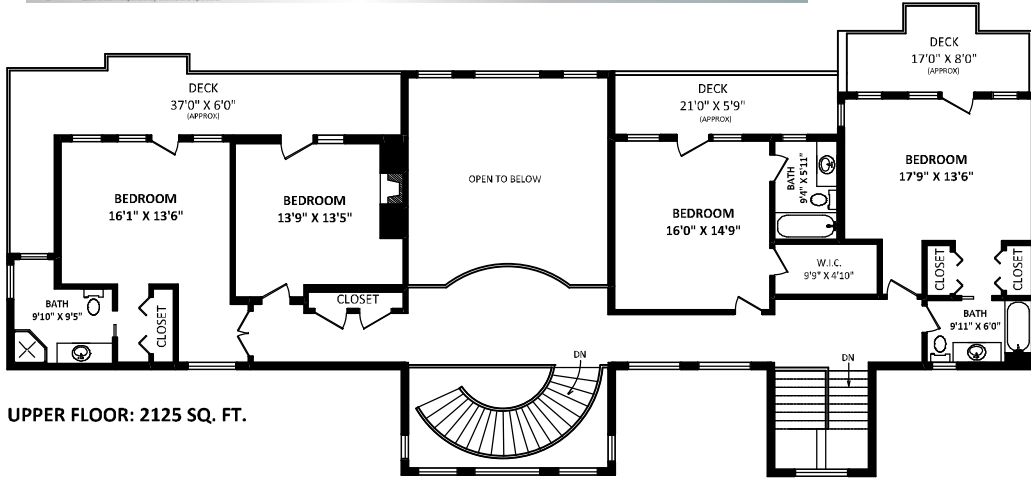 DECK
17'0" X 8'0"
(APPROX)
DECK
37'0" X 6'0"
(APPROX)
DECK
21'0" X 5'9"
(APPROX)
BEDROOM
16'1" X 13'6"
BEDROOM
13'9" X 13'5"
OPEN TO BELOW
BEDROOM
16'0" X 14'9"
BATH
9'4" X 5'11"
BEDROOM
17'9" X 13'6"
W.I.C.
9'9" X 4'10"
CLOSET
CLOSET
BATH
9'10" X 9'5"
CLOSET
CLOSET
BATH
9'11" X 6'0"
DN
DN
UPPER FLOOR: 2125 SQ. FT.